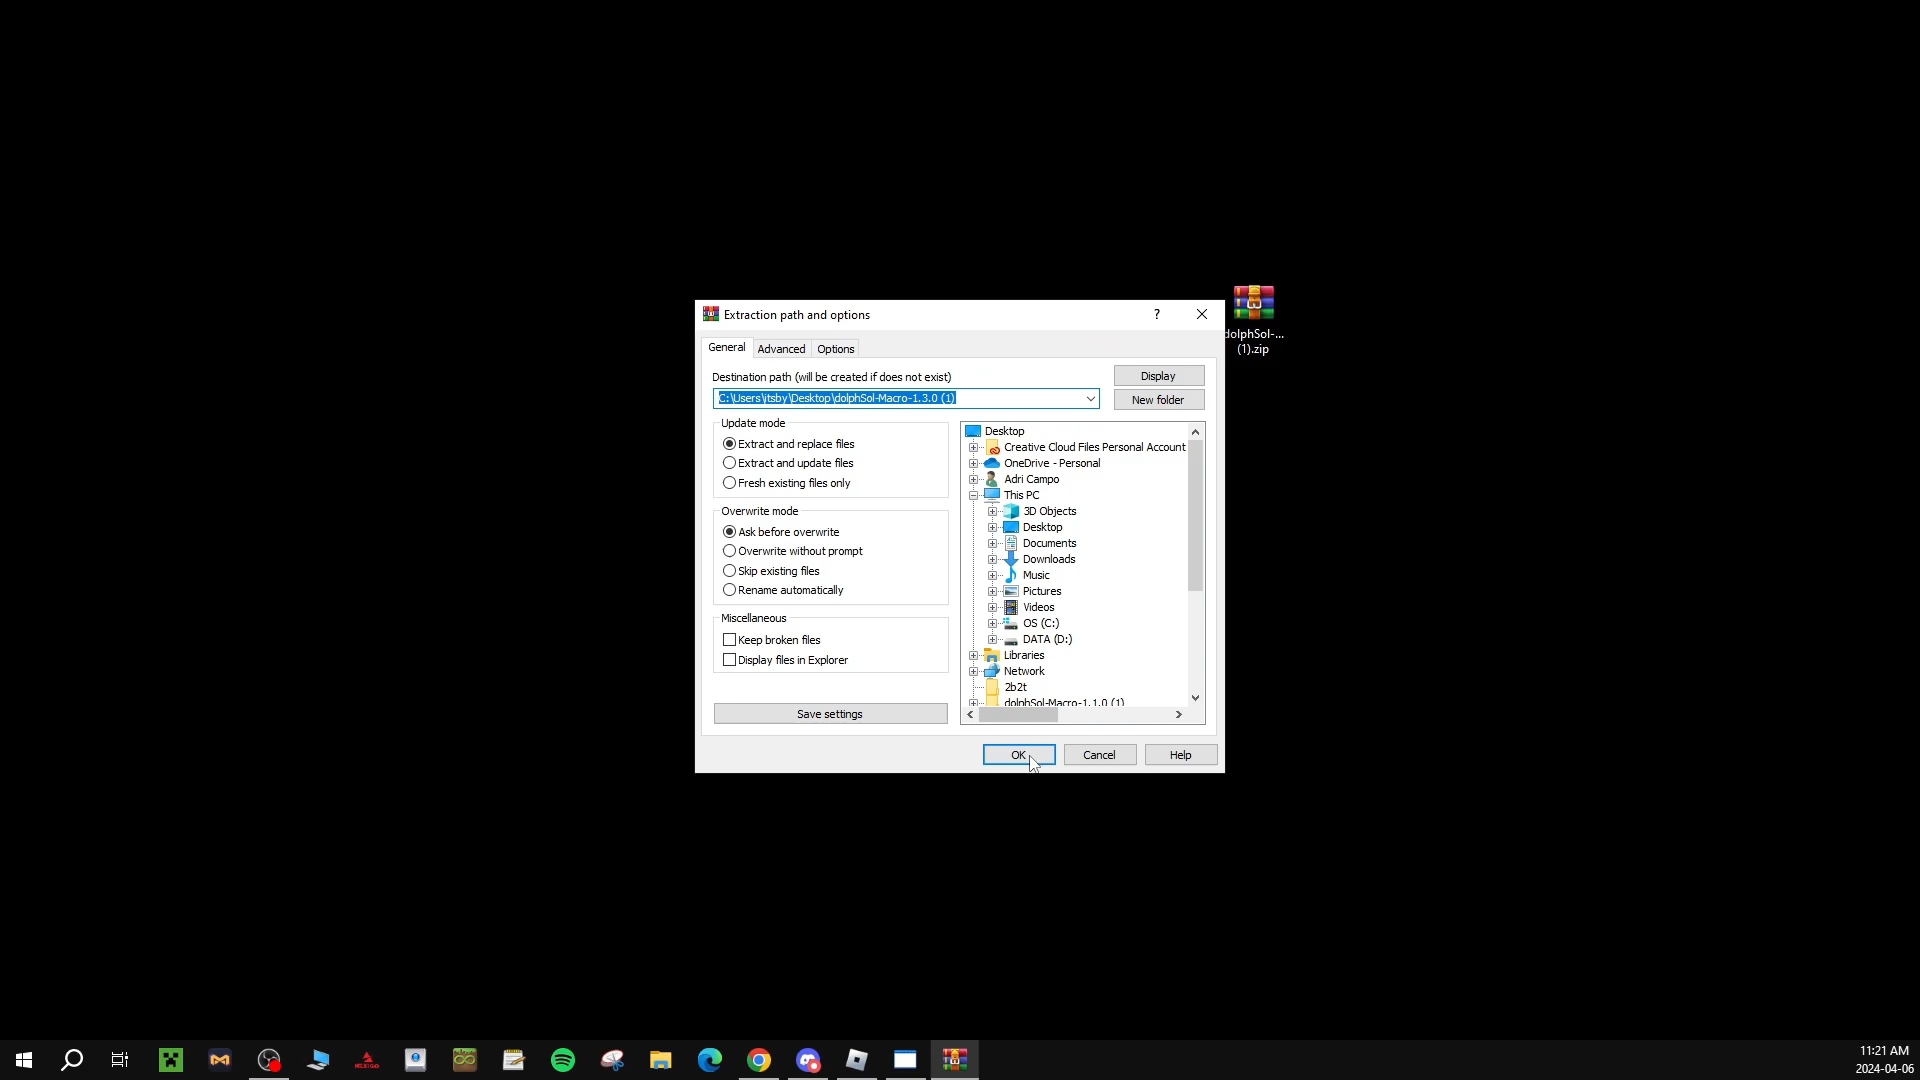 Extraction path and options
?
General
Advanced
Options
Destination path (will be created if does not exist)
Display
C:\Users\itsby\Desktop\dolphSol-Macro-1.3.0 (1)
New folder
Update mode
Extract and replace files
Extract and update files
Fresh existing files only
Overwrite mode
Ask before overwrite
Overwrite without prompt
Skip existing files
Rename automatically
Miscellaneous
Keep broken files
Display files in Explorer
Save settings
Desktop
Creative Cloud Files Personal Account
OneDrive - Personal
Adri Campo
This PC
3D Objects
Desktop
Documents
Downloads
Music
Pictures
Videos
OS (C:)
DATA (D:)
Libraries
Network
2b2t
dolphSol-Macro-1.1.0 (1)
OK
Cancel
Help
dolphSol-...
(1).zip
11:21 AM
2024-04-06